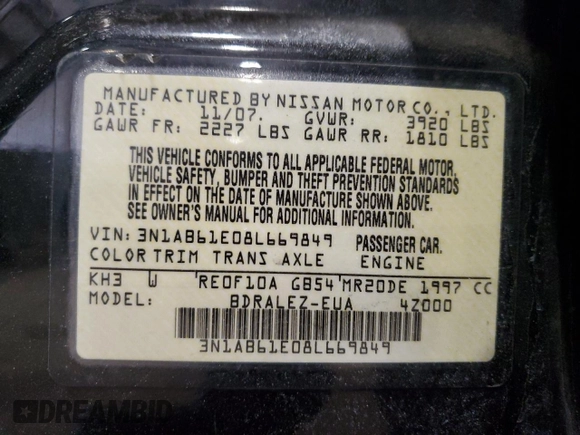 MANUFACTURED BY NISSAN MOTOR CO., LTD.
DATE: 11/07. GVWR: 3920 LBS
GAWR FR: 2227 LBS GAWR RR: 1810 LBS
THIS VEHICLE CONFORMS TO ALL APPLICABLE FEDERAL MOTOR
VEHICLE SAFETY, BUMPER AND THEFT PREVENTION STANDARDS
IN EFFECT ON THE DATE OF MANUFACTURE SHOWN ABOVE.
SEE OWNER'S MANUAL FOR ADDITIONAL INFORMATION.
VIN: 3N1AB61E08L669849 PASSENGER CAR.
COLOR TRIM TRANS AXLE ENGINE
KH3 W RE0F10A GB54 MR20DE 1997 CC
MODEL: BDRALEZ-EUA 4Z000
3N1AB61E08L669849
DREAMBID